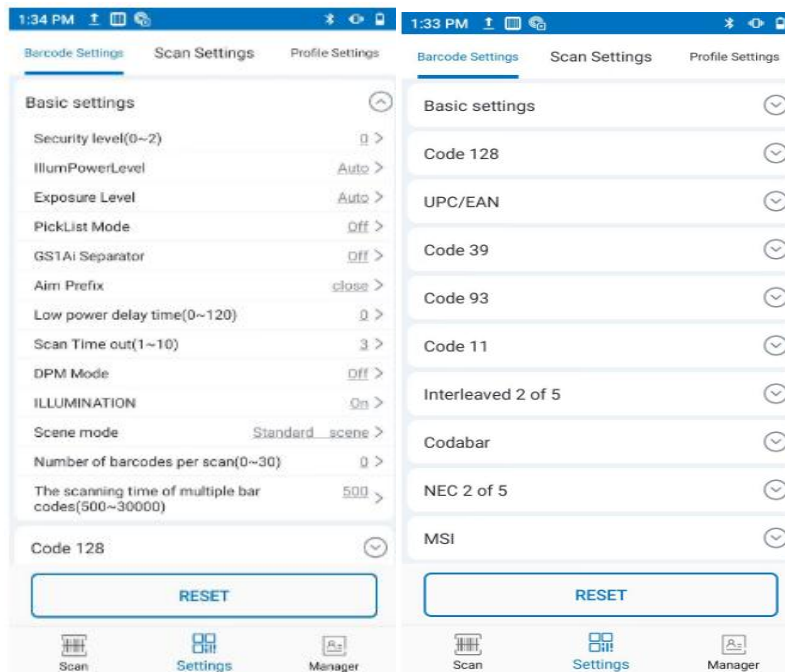 1:34 PM
Barcode Settings Scan Settings Profile Settings
Basic settings
Security level(0~2) 0 >
IllumPowerLevel Auto >
Exposure Level Auto >
PickList Mode Off >
GS1Ai Separator Off >
Aim Prefix close >
Low power delay time(0~120) 0 >
Scan Time out(1~10) 3 >
DPM Mode Off >
ILLUMINATION On >
Scene mode Standard scene >
Number of barcodes per scan(0~30) 0 >
The scanning time of multiple bar 500 >
codes(500~30000)
Code 128
RESET
Scan Settings Manager
1:33 PM
Barcode Settings Scan Settings Profile Settings
Basic settings
Code 128
UPC/EAN
Code 39
Code 93
Code 11
Interleaved 2 of 5
Codabar
NEC 2 of 5
MSI
RESET
Scan Settings Manager